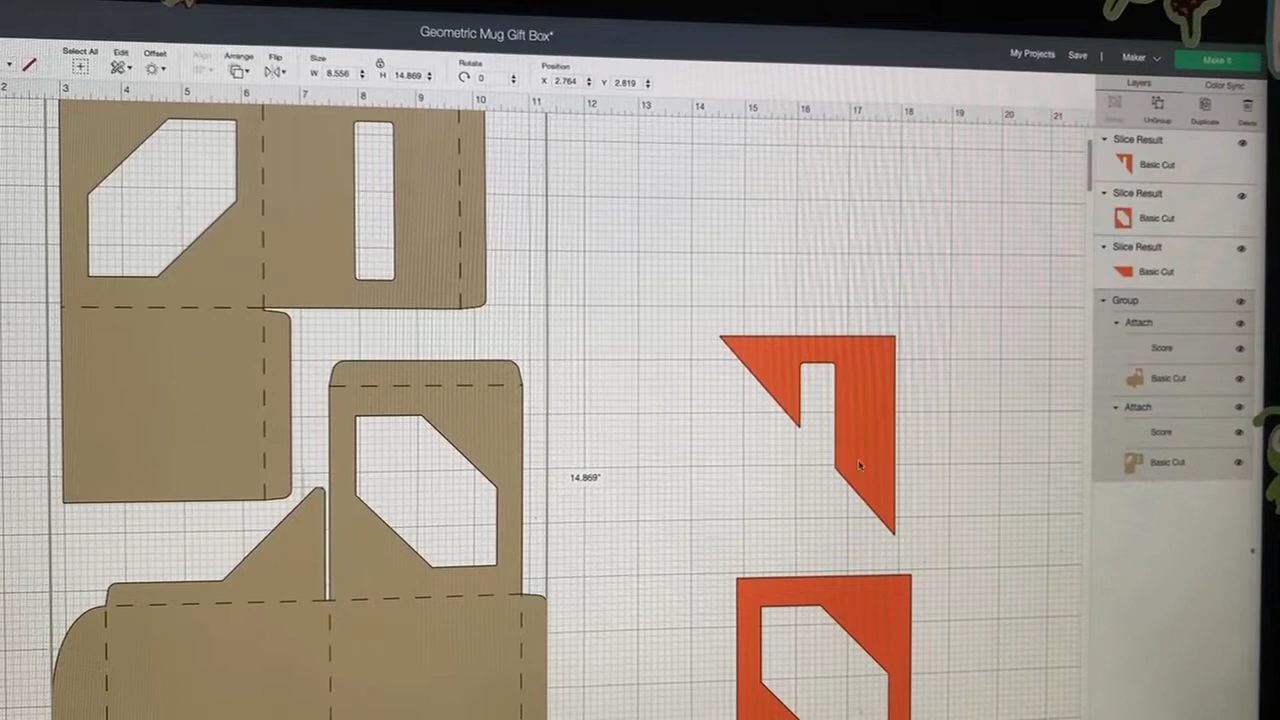 Geometric Mug Gift Box*
My Projects Save | Maker Make It
Select All Edit Offset Align Arrange Flip Size Rotate Position
W 8.556 H 14.869 0 X 2.764 Y 2.819
2 3 4 5 6 7 8 9 10 11 12 13 14 15 16 17 18 19 20 21
Layers Color Sync
UnGroup Duplicate Delete
Slice Result
Basic Cut
Slice Result
Basic Cut
Slice Result
Basic Cut
Group
Attach
Score
Basic Cut
Attach
Score
Basic Cut
14.869"